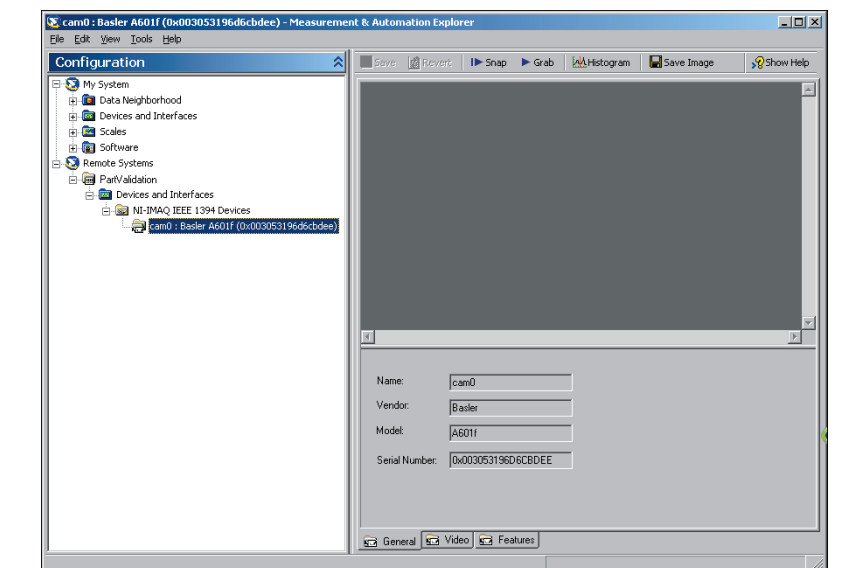 cam0 : Basler A601f (0x003053196d6cbdee) - Measurement & Automation Explorer
File Edit View Tools Help
Configuration
Save Revert Snap Grab Histogram Save Image Show Help
My System
Data Neighborhood
Devices and Interfaces
Scales
Software
Remote Systems
PartValidation
Devices and Interfaces
NI-IMAQ IEEE 1394 Devices
cam0 : Basler A601f (0x003053196d6cbdee)
Name: cam0
Vendor: Basler
Model: A601f
Serial Number: 0x003053196D6CBDEE
General Video Features